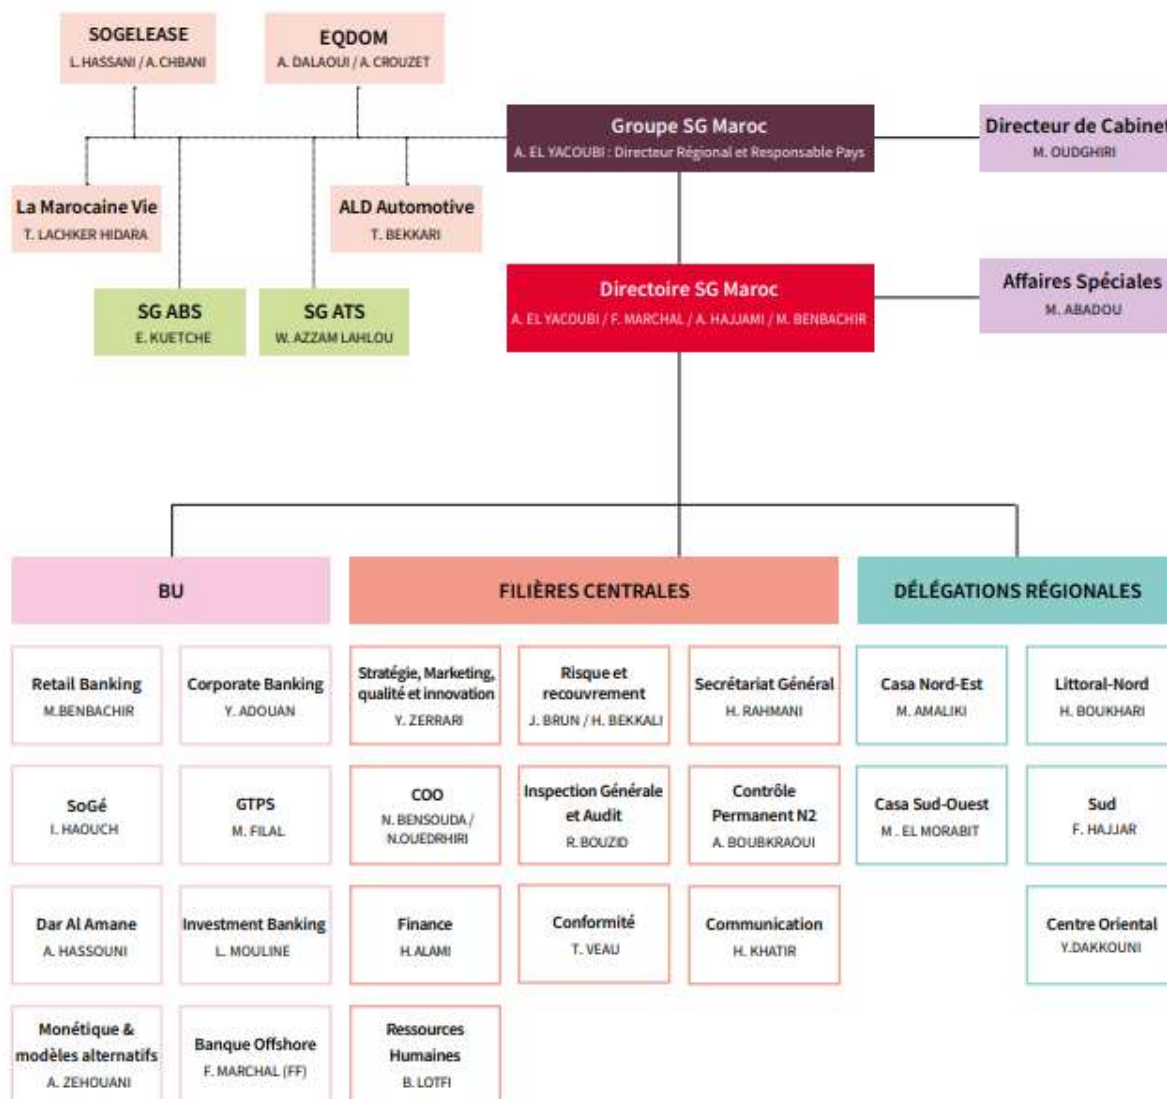 SOGELEASE
L. HASSANI / A. CHBANI
EQDOM
A. DALAOUI / A. CROUZET
Groupe SG Maroc
A. EL YACOUBI : Directeur Régional et Responsable Pays
Directeur de Cabinet
M. OUDGHIRI
La Marocaine Vie
T. LACHKER HIDARA
ALD Automotive
T. BEKKARI
SG ABS
E. KUETCHE
SG ATS
W. AZZAM LAHLOU
Directoire SG Maroc
A. EL YACOUBI / F. MARCHAL / A. HAJJAMI / M. BENBACHIR
Affaires Spéciales
M. ABADOU
BU
FILIÈRES CENTRALES
DÉLÉGATIONS RÉGIONALES
Retail Banking
M.BENBACHIR
Corporate Banking
Y. ADOUAN
Stratégie, Marketing,
qualité et innovation
Y. ZERRARI
Risque et
recouvrement
J. BRUN / H. BEKKALI
Secrétariat Général
H. RAHMANI
Casa Nord-Est
M. AMALIKI
Littoral-Nord
H. BOUKHARI
SoGé
I. HAOUCH
GTPS
M. FILAL
COO
N. BENSOUDA /
N.OUEDRHIRI
Inspection Générale
et Audit
R. BOUZID
Contrôle
Permanent N2
A. BOUBKRAOUI
Casa Sud-Ouest
M . EL MORABIT
Sud
F. HAJJAR
Dar Al Amane
A. HASSOUNI
Investment Banking
L. MOULINE
Finance
H. ALAMI
Conformité
T. VEAU
Communication
H. KHATIR
Centre Oriental
Y.DAKKOUNI
Monétique &
modèles alternatifs
A. ZEHOUANI
Banque Offshore
F. MARCHAL (FF)
Ressources
Humaines
B. LOTFI